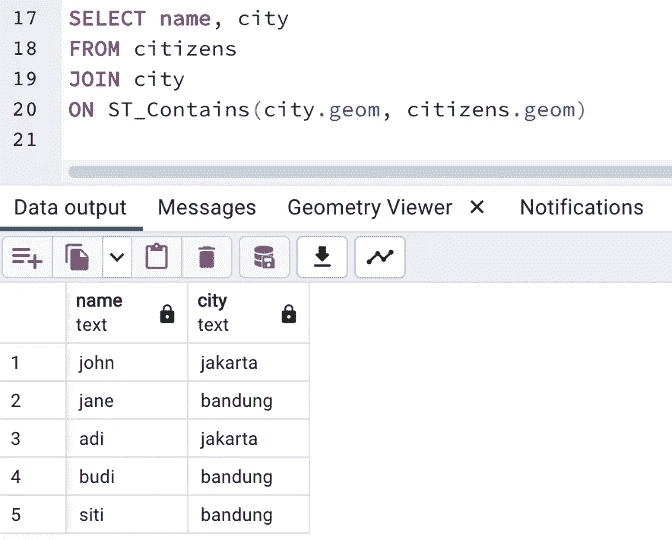 17 SELECT name, city
18 FROM citizens
19 JOIN city
20 ON ST_Contains(city.geom, citizens.geom)
21
Data output Messages Geometry Viewer × Notifications
name city
text text
1 john jakarta
2 jane bandung
3 adi jakarta
4 budi bandung
5 siti bandung